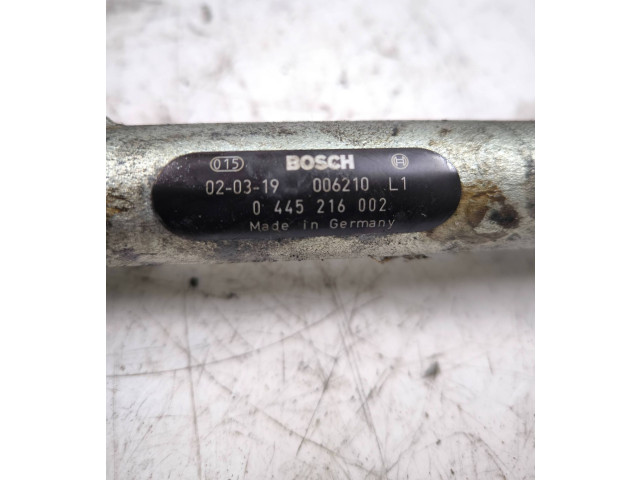 015 BOSCH
02-03-19 006210 L1
0 445 216 002
Made in Germany